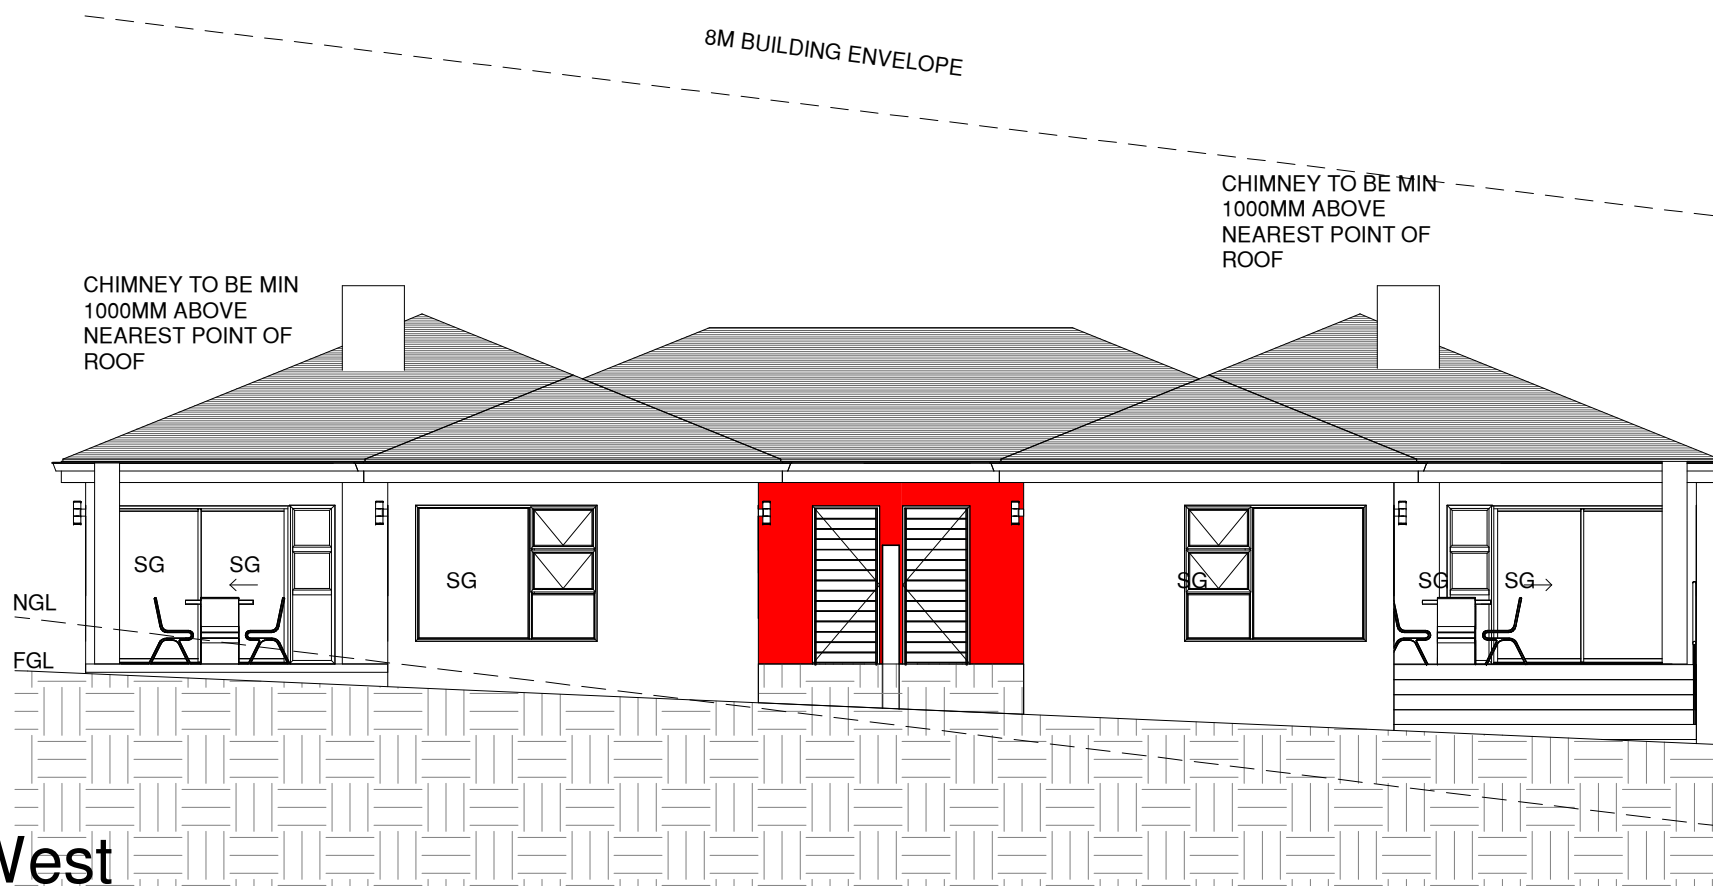 8M BUILDING ENVELOPE
CHIMNEY TO BE MIN
1000MM ABOVE
NEAREST POINT OF
ROOF
CHIMNEY TO BE MIN
1000MM ABOVE
NEAREST POINT OF
ROOF
SG
SG
SG
SG
SG
SG
NGL
FGL
West